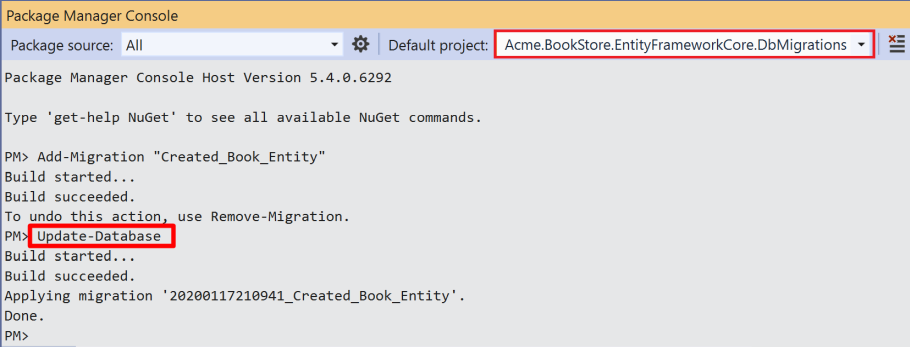 Package Manager Console
Package source: All Default project: Acme.BookStore.EntityFrameworkCore.DbMigrations
Package Manager Console Host Version 5.4.0.6292
Type 'get-help NuGet' to see all available NuGet commands.
PM> Add-Migration "Created_Book_Entity"
Build started...
Build succeeded.
To undo this action, use Remove-Migration.
PM> Update-Database
Build started...
Build succeeded.
Applying migration '20200117210941_Created_Book_Entity'.
Done.
PM>